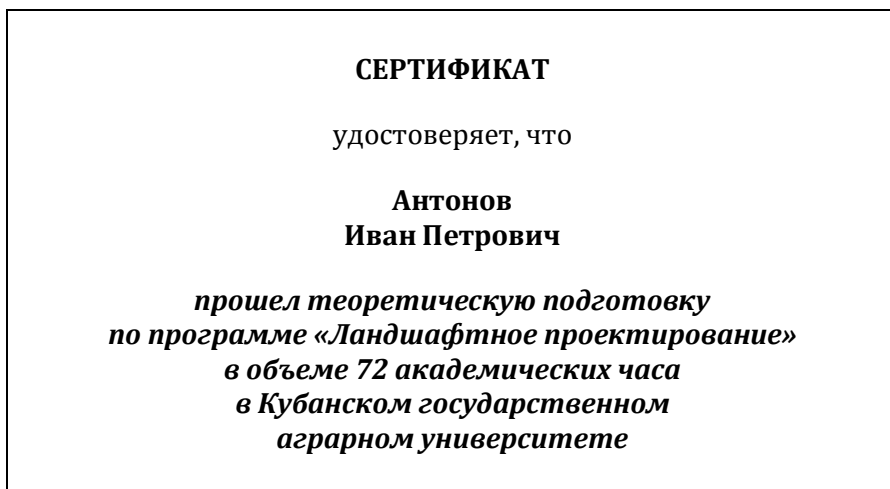 СЕРТИФИКАТ
удостоверяет, что
Антонов
Иван Петрович
прошел теоретическую подготовку
по программе «Ландшафтное проектирование»
в объеме 72 академических часа
в Кубанском государственном
аграрном университете